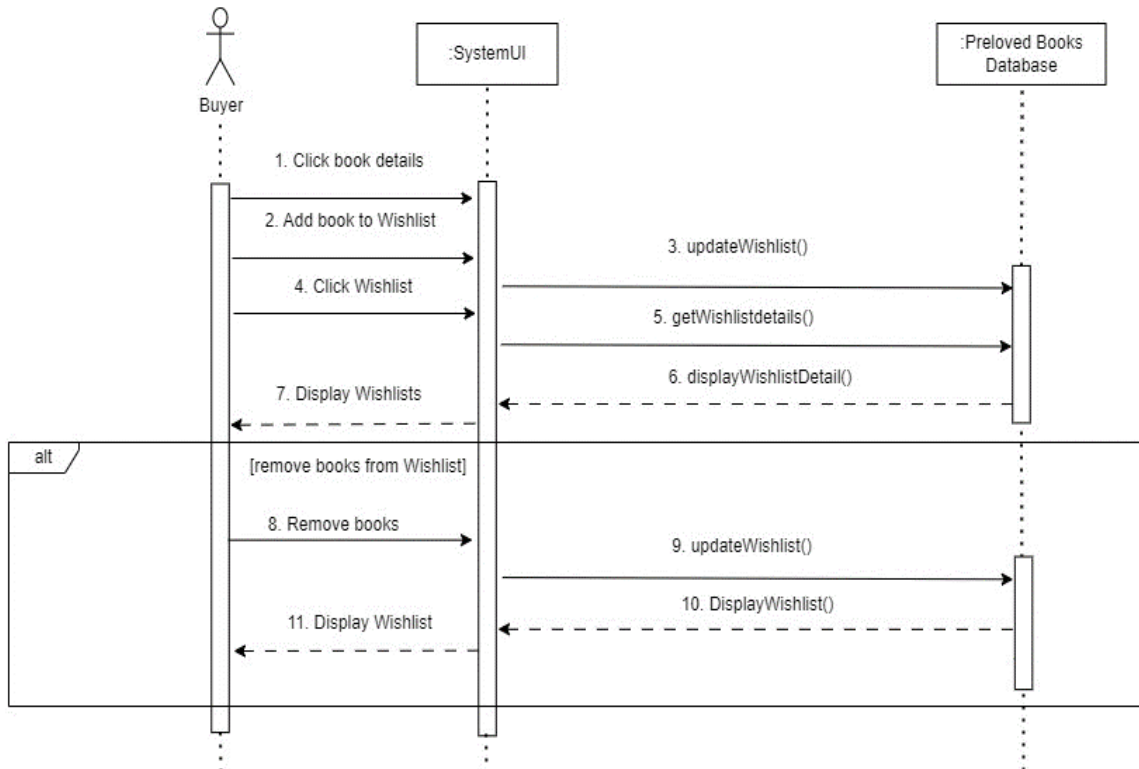 :SystemUI
:Preloved Books
Database
Buyer
1. Click book details
2. Add book to Wishlist
3. updateWishlist()
4. Click Wishlist
5. getWishlistdetails()
6. displayWishlistDetail()
7. Display Wishlists
alt
[remove books from Wishlist]
8. Remove books
9. updateWishlist()
10. DisplayWishlist()
11. Display Wishlist